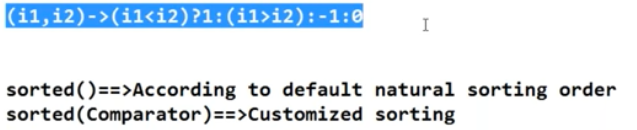 (i1,i2)->(i1<i2)?1:(i1>i2):-1:0
sorted()==>According to default natural sorting order
sorted(Comparator)==>Customized sorting